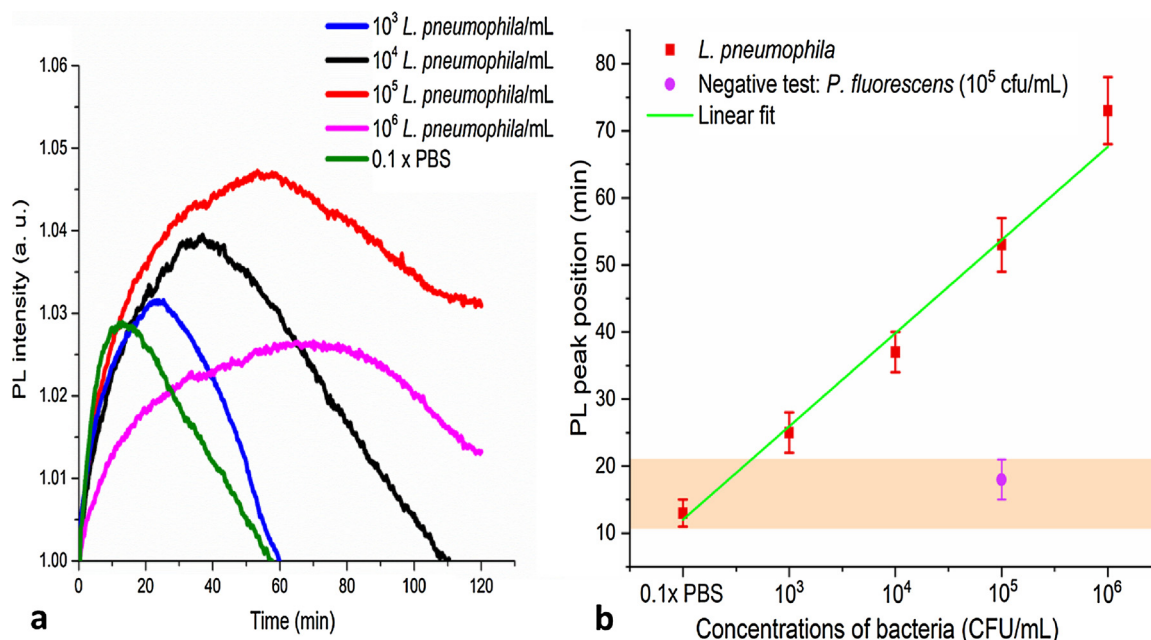 10³ L. pneumophila/mL
10⁴ L. pneumophila/mL
10⁵ L. pneumophila/mL
10⁶ L. pneumophila/mL
0.1 x PBS
1.06
1.05
1.04
1.03
1.02
1.01
1.00
PL intensity (a. u.)
0 20 40 60 80 100 120
Time (min)
a
L. pneumophila
Negative test: P. fluorescens (10⁵ cfu/mL)
Linear fit
80
70
60
50
40
30
20
10
PL peak position (min)
0.1x PBS 10³ 10⁴ 10⁵ 10⁶
Concentrations of bacteria (CFU/mL)
b